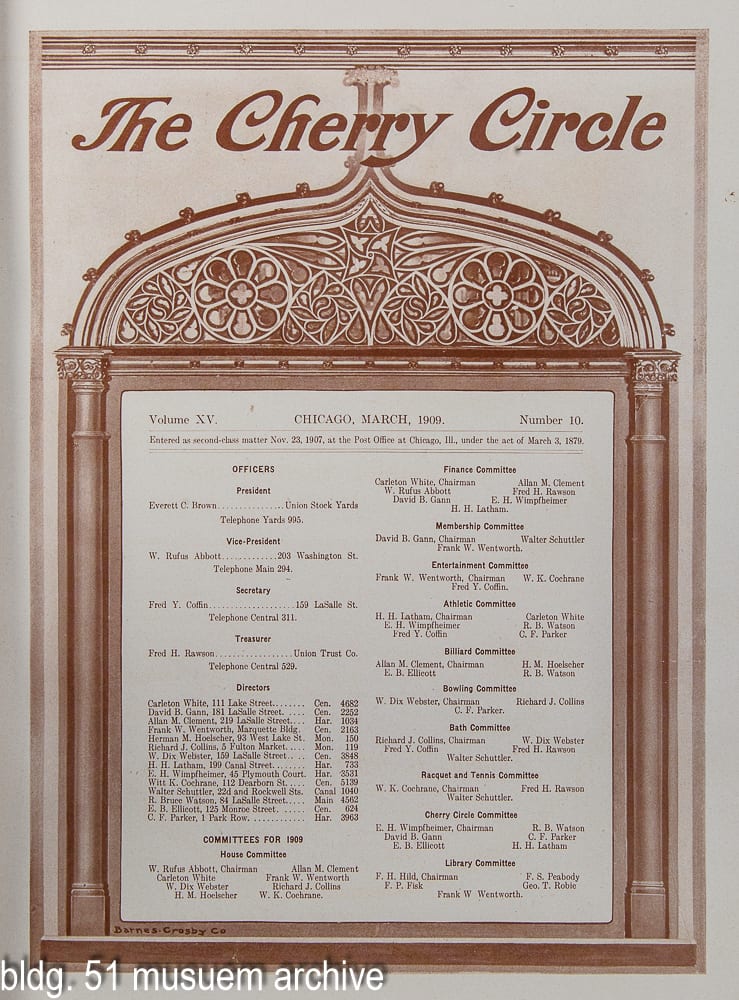 The Cherry Circle
Volume XV. CHICAGO, MARCH, 1909. Number 10.
Entered as second-class matter Nov. 23, 1907, at the Post Office at Chicago, Ill., under the act of March 3, 1879.
OFFICERS
President
Everett C. Brown...............Union Stock Yards
Telephone Yards 995.
Vice-President
W. Rufus Abbott.............203 Washington St.
Telephone Main 294.
Secretary
Fred Y. Coffin....................159 LaSalle St.
Telephone Central 311.
Treasurer
Fred H. Rawson..................Union Trust Co.
Telephone Central 529.
Directors
Carleton White, 111 Lake Street........ Cen. 4682
David B. Gann, 181 LaSalle Street. .... Cen. 2252
Allan M. Clement, 219 LaSalle Street.... Har. 1034
Frank W. Wentworth, Marquette Bldg. Cen. 2163
Herman M. Hoelscher, 93 West Lake St. Mon. 150
Richard J. Collins, 5 Fulton Market..... Mon. 119
W. Dix Webster, 159 LaSalle Street.. .. Cen. 3848
H. H. Latham, 199 Canal Street........ Har. 733
E. H. Wimpfheimer, 45 Plymouth Court. Har. 3531
Witt K. Cochrane, 112 Dearborn St..... Cen. 5139
Walter Schuttler, 22d and Rockwell Sts. Canal 1040
R. Bruce Watson, 84 LaSalle Street..... Main 4562
E. B. Ellicott, 125 Monroe Street. ...... Cen. 624
C. F. Parker, 1 Park Row. ............ Har. 3963
COMMITTEES FOR 1909
House Committee
W. Rufus Abbott, Chairman Allan M. Clement
Carleton White Frank W. Wentworth
W. Dix Webster Richard J. Collins
H. M. Hoelscher W. K. Cochrane.
Finance Committee
Carleton White, Chairman Allan M. Clement
W. Rufus Abbott Fred H. Rawson
David B. Gann E. H. Wimpfheimer
H. H. Latham.
Membership Committee
David B. Gann, Chairman Walter Schuttler
Frank W. Wentworth.
Entertainment Committee
Frank W. Wentworth, Chairman W. K. Cochrane
Fred Y. Coffin.
Athletic Committee
H. H. Latham, Chairman Carleton White
E. H. Wimpfheimer R. B. Watson
Fred Y. Coffin C. F. Parker
Billiard Committee
Allan M. Clement, Chairman H. M. Hoelscher
E. B. Ellicott R. B. Watson
Bowling Committee
W. Dix Webster, Chairman Richard J. Collins
C. F. Parker.
Bath Committee
Richard J. Collins, Chairman W. Dix Webster
Fred Y. Coffin Fred H. Rawson
Walter Schuttler.
Racquet and Tennis Committee
W. K. Cochrane, Chairman Fred H. Rawson
Walter Schuttler.
Cherry Circle Committee
E. H. Wimpfheimer, Chairman R. B. Watson
David B. Gann C. F. Parker
E. B. Ellicott H. H. Latham
Library Committee
F. H. Hild, Chairman F. S. Peabody
F. P. Fisk Geo. T. Robie
Frank W Wentworth.
Barnes-Crosby Co
bldg. 51 musuem archive